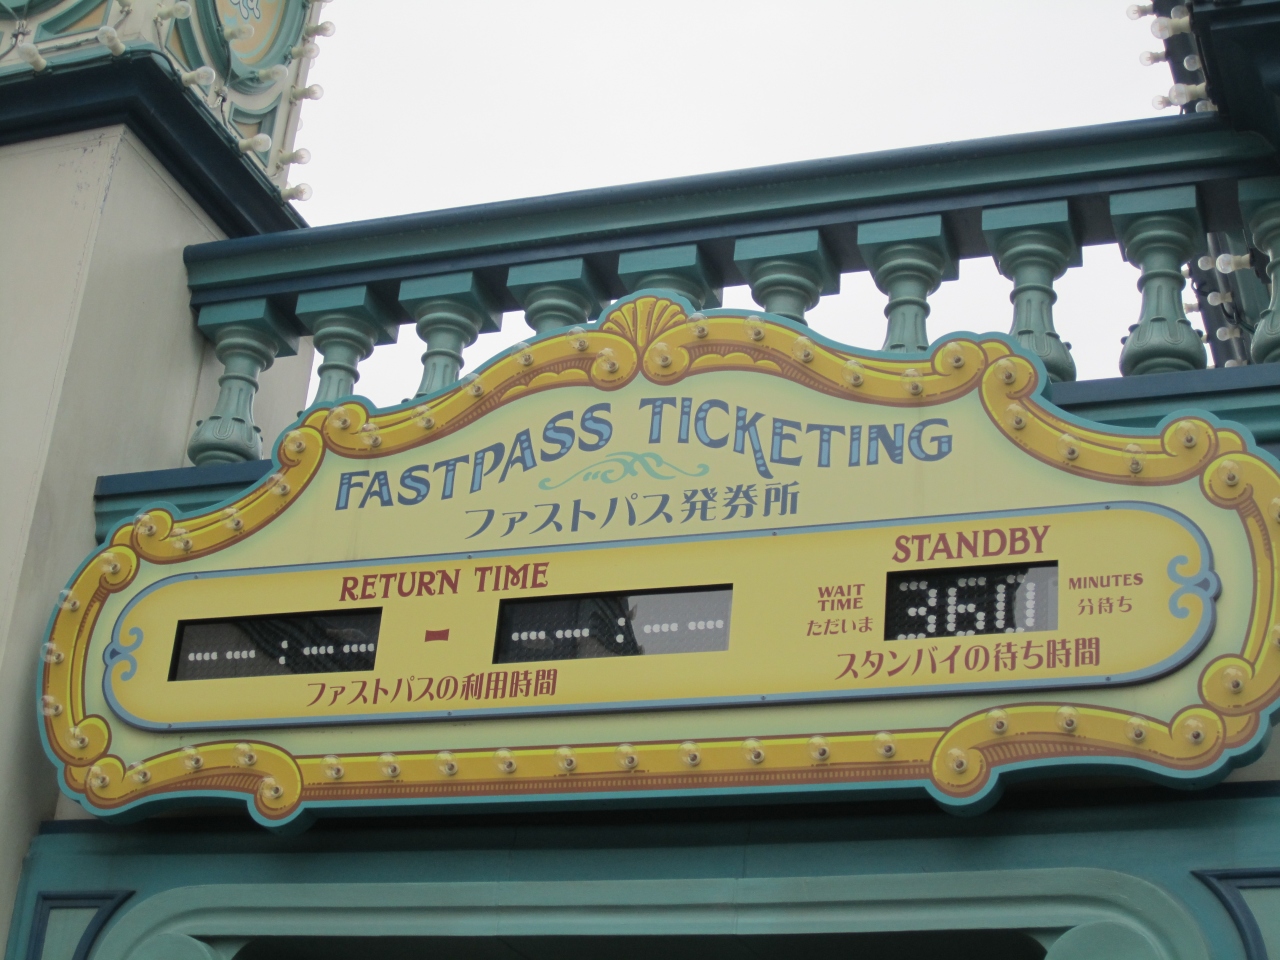 FASTPASS TICKETING
ファストパス発券所
RETURN TIME
-- -- : -- -- - -- -- : -- --
ファストパスの利用時間
STANDBY
WAIT TIME
ただいま
360
MINUTES
分待ち
スタンバイの待ち時間